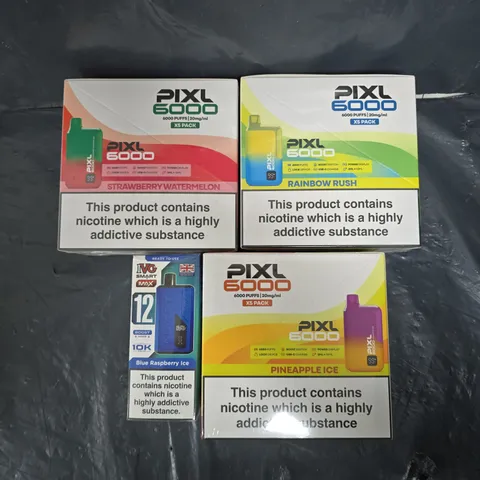 PIXL
6000
6000 PUFFS | 20mg/ml
X5 PACK
PIXL
6000
PIXL
STRAWBERRY WATERMELON
This product contains
nicotine which is a highly
addictive substance
PIXL
6000
6000 PUFFS | 20mg/ml
X5 PACK
PIXL
6000
PIXL
RAINBOW RUSH
This product contains
nicotine which is a highly
addictive substance
IVG
SMART
MAX
12
10K
Blue Raspberry Ice
This product
contains nicotine
which is a highly
addictive
substance.
PIXL
6000
6000 PUFFS | 20mg/ml
X5 PACK
PIXL
6000
PIXL
PINEAPPLE ICE
This product contains
nicotine which is a highly
addictive substance